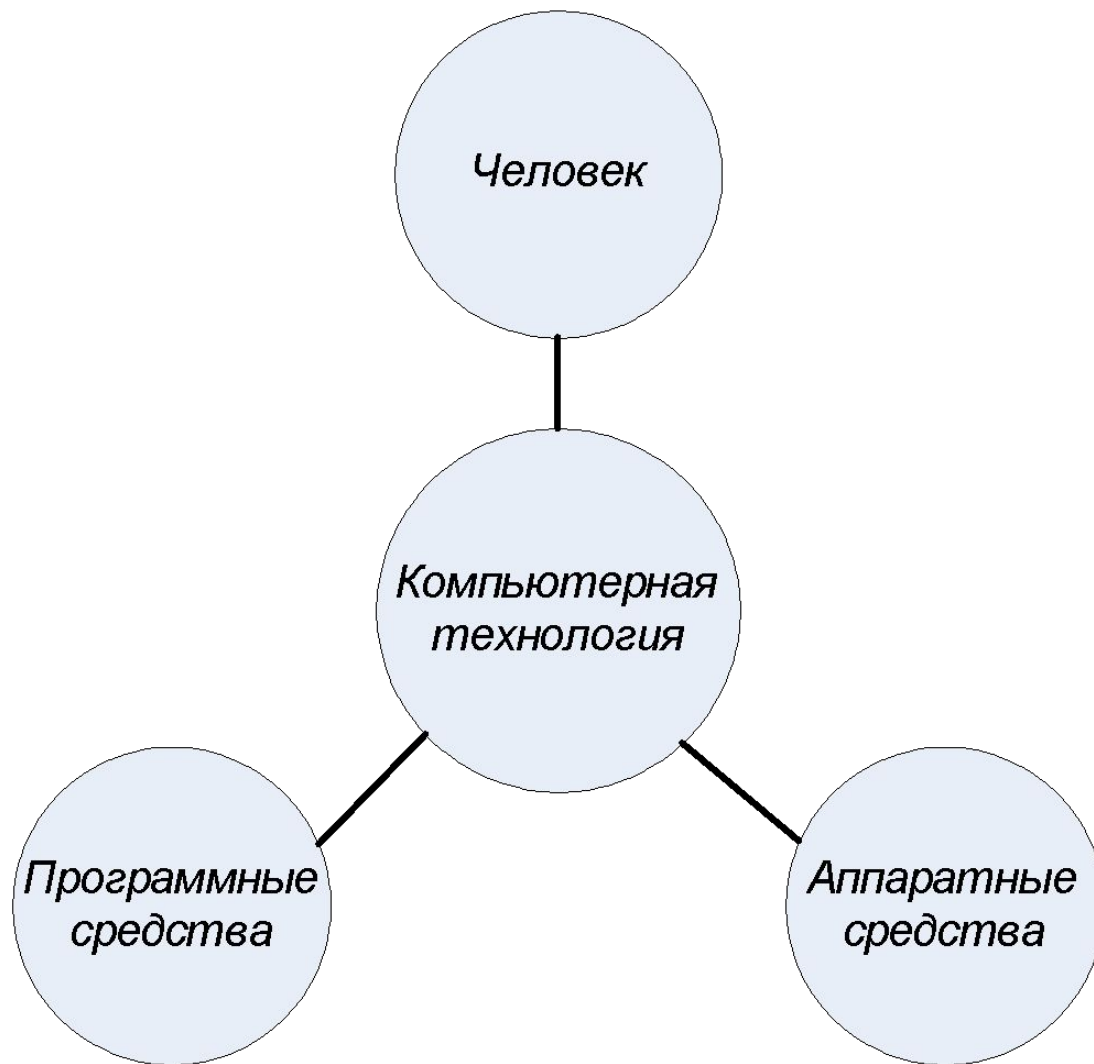 Человек
Компьютерная
технология
Программные
средства
Аппаратные
средства